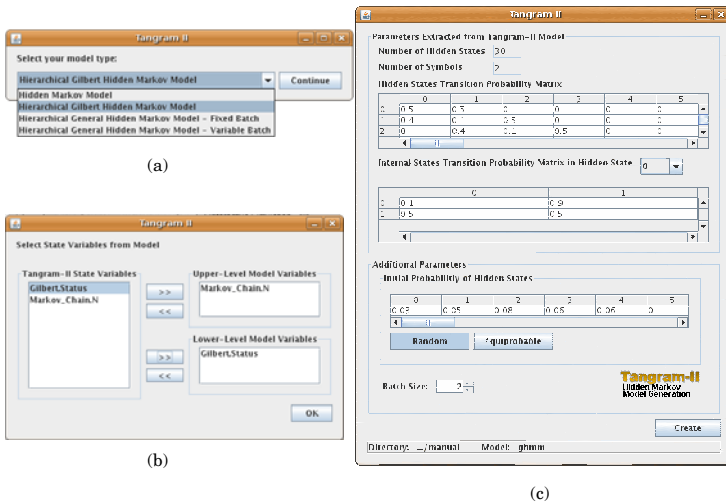 Tangram II
Select your model type:
Hierarchical Gilbert Hidden Markov Model
Continue
Hidden Markov Model
Hierarchical Gilbert Hidden Markov Model
Hierarchical General Hidden Markov Model - Fixed Batch
Hierarchical General Hidden Markov Model - Variable Batch
(a)
Tangram II
Select State Variables from Model
Tangram-II State Variables
Gilbert.Status
Markov_Chain.N
>>
<<
Upper-Level Model Variables
Markov_Chain.N
>>
<<
Lower-Level Model Variables
Gilbert.Status
OK
(b)
Tangram II
Parameters Extracted from Tangram-II Model
Number of Hidden States 30
Number of Symbols 2
Hidden States Transition Probability Matrix
0 1 2 3 4 5
0 0.5 0.5 0 0 0 0
1 0.4 0.1 0.5 0 0 0
2 0 0.4 0.1 0.5 0 0
Internal States Transition Probability Matrix in Hidden State 0
0 1
0 0.1 0.9
1 0.5 0.5
Additional Parameters
Initial Probability of Hidden States
0 1 2 3 4 5
0.03 0.05 0.08 0.06 0.06 0
Random Equiprobable
Batch Size: 2
Tangram-II
Hidden Markov
Model Generation
Create
Directory: .../manual Model: ghmm
(c)